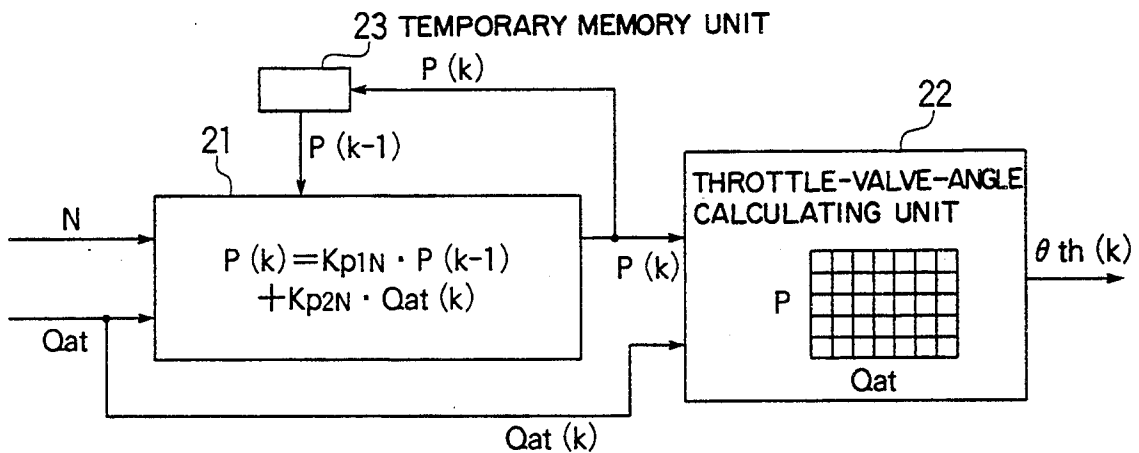 23 TEMPORARY MEMORY UNIT
P (k)
21
P (k-1)
22
N
P (k)=Kp1N · P (k-1)
+Kp2N · Qat (k)
Qat
P (k)
THROTTLE-VALVE-ANGLE
CALCULATING UNIT
P
Qat
θ th (k)
Qat (k)